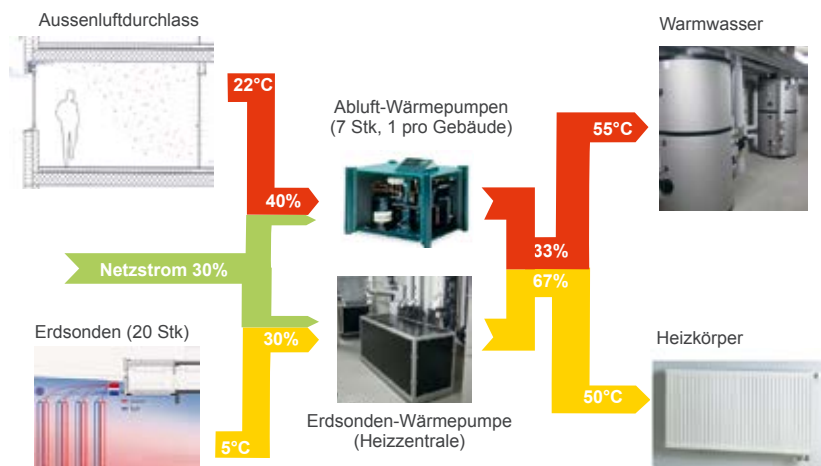 Aussenluftdurchlass
Warmwasser
22°C
Abluft-Wärmepumpen
(7 Stk, 1 pro Gebäude)
55°C
40%
33%
Netzstrom 30%
67%
Erdsonden (20 Stk)
30%
Heizkörper
50°C
Erdsonden-Wärmepumpe
(Heizzentrale)
5°C